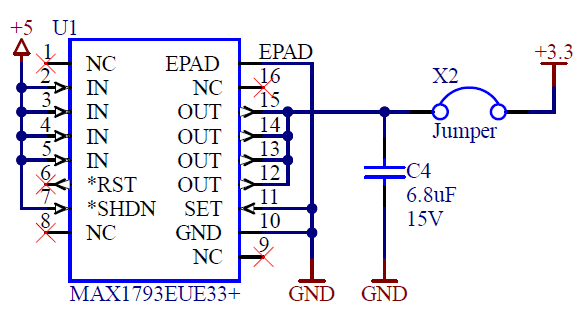 +5
U1
1 NC EPAD EPAD
2 IN NC 16
3 IN OUT 15
4 IN OUT 14
5 IN OUT 13
6 *RST OUT 12
7 *SHDN SET 11
8 NC GND 10
NC 9
MAX1793EUE33+
GND
GND
C4
6.8uF
15V
X2
Jumper
+3.3